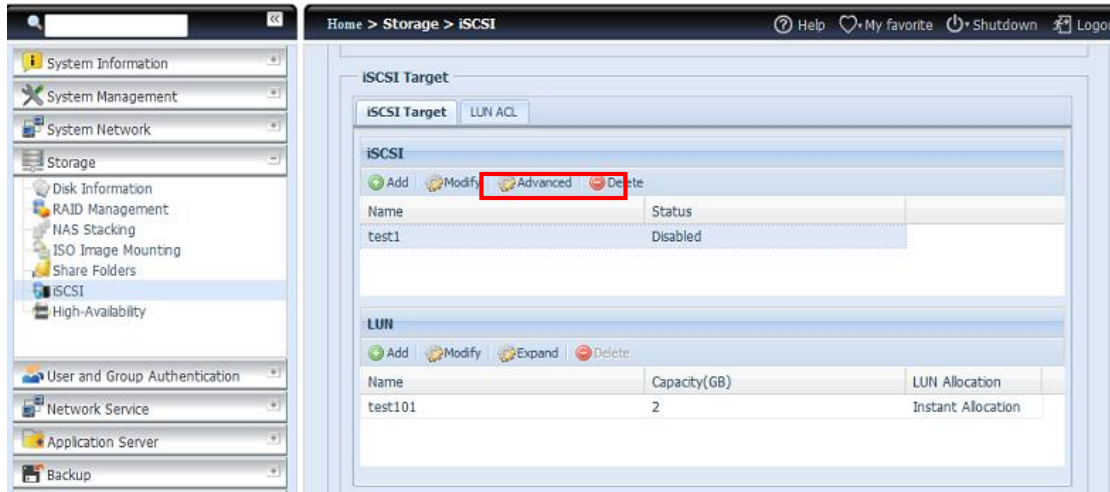 Home > Storage > iSCSI
Help
My favorite
Shutdown
System Information
System Management
System Network
Storage
Disk Information
RAID Management
NAS Stacking
ISO Image Mounting
Share Folders
iSCSI
High-Availability
User and Group Authentication
Network Service
Application Server
Backup
iSCSI Target
iSCSI Target LUN ACL
iSCSI
Add Modify Advanced Delete
Name Status
test1 Disabled
LUN
Add Modify Expand Delete
Name Capacity(GB) LUN Allocation
test101 2 Instant Allocation